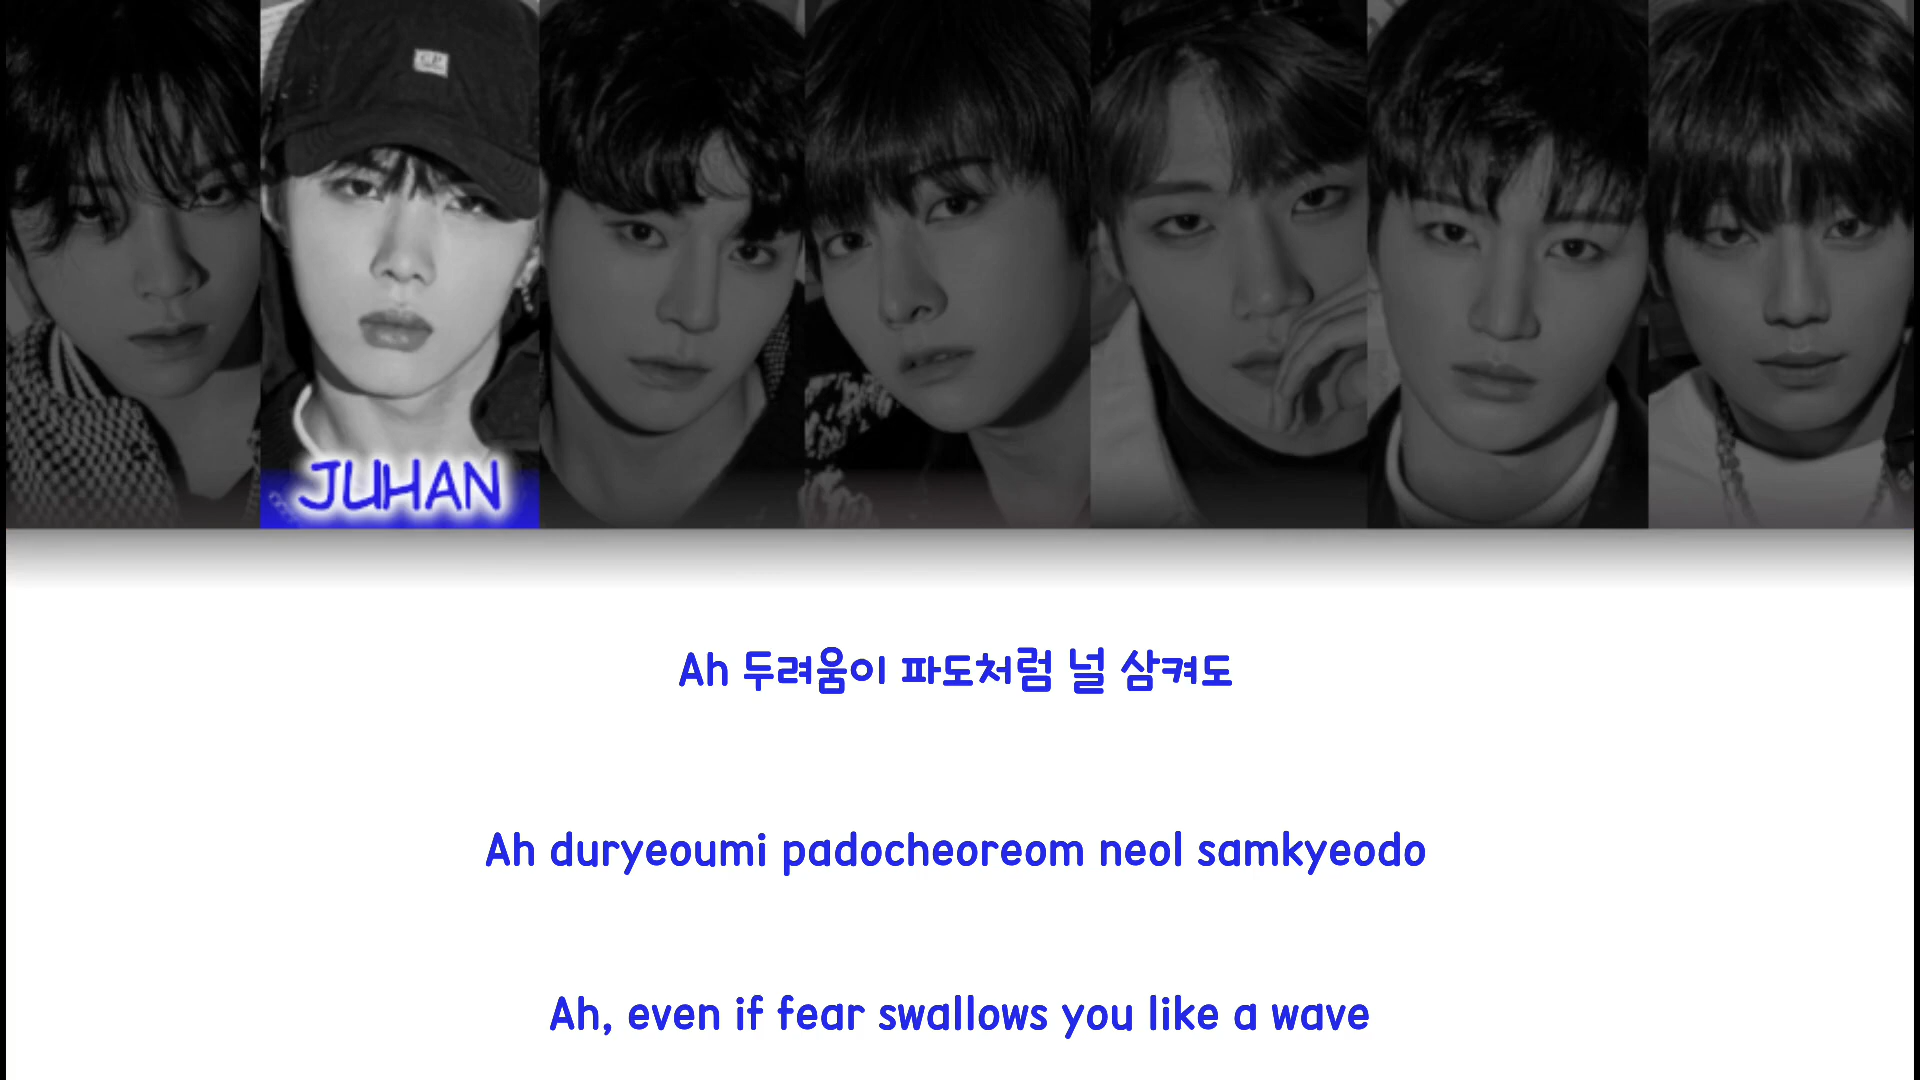 JUHAN
Ah 두려움이 파도처럼 널 삼켜도
Ah duryeoumi padocheoreom neol samkyeodo
Ah, even if fear swallows you like a wave